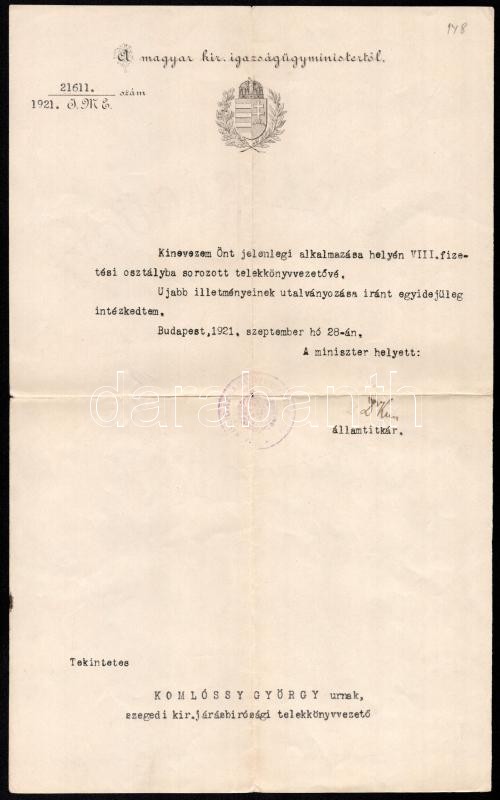 148
A magyar kir. igazságügyministertől.
21611. szám
1921. I.M.E.
Kinevezem Önt jelenlegi alkalmazása helyén VIII.fize-
tési osztályba sorozott telekkönyvvezetővé.
Ujabb illetményeinek utalványozása iránt egyidejüleg
intézkedtem.
Budapest,1921. szeptember hó 28-án.
A miniszter helyett:
darabanth
államtitkár.
Tekintetes
KOMLÓSSY GYÖRGY urnak,
szegedi kir.járásbirósági telekkönyvvezető